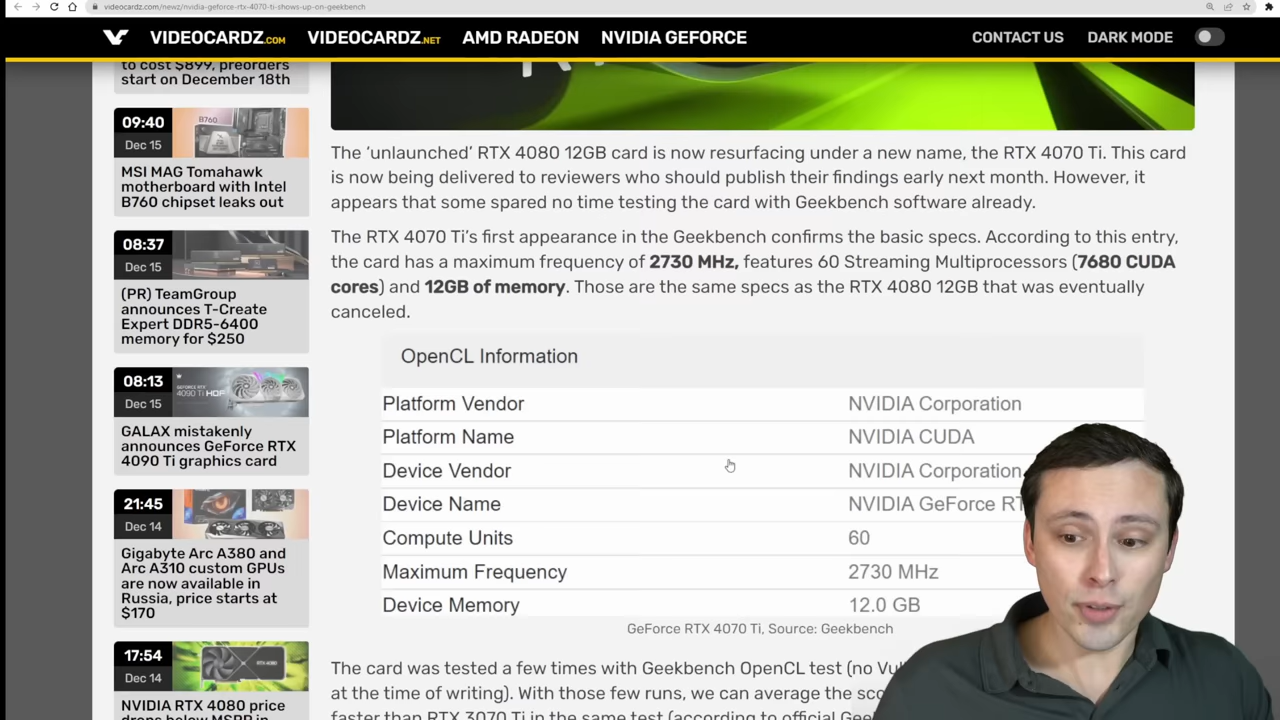 videocardz.com/newz/nvidia-geforce-rtx-4070-ti-shows-up-on-geekbench
VIDEOCARDZ.COM
VIDEOCARDZ.NET
AMD RADEON
NVIDIA GEFORCE
CONTACT US
DARK MODE
to cost $899, preorders
start on December 18th
09:40
Dec 15
B760
MSI MAG Tomahawk
motherboard with Intel
B760 chipset leaks out
08:37
Dec 15
(PR) TeamGroup
announces T-Create
Expert DDR5-6400
memory for $250
08:13
Dec 15
GEFORCE RTX
4090 Ti HOF
GALAX mistakenly
announces GeForce RTX
4090 Ti graphics card
21:45
Dec 14
Gigabyte Arc A380 and
Arc A310 custom GPUs
are now available in
Russia, price starts at
$170
17:54
Dec 14
RTX 4080
NVIDIA RTX 4080 price
drops below MSRP in
The ‘unlaunched’ RTX 4080 12GB card is now resurfacing under a new name, the RTX 4070 Ti. This card
is now being delivered to reviewers who should publish their findings early next month. However, it
appears that some spared no time testing the card with Geekbench software already.
The RTX 4070 Ti’s first appearance in the Geekbench confirms the basic specs. According to this entry,
the card has a maximum frequency of 2730 MHz, features 60 Streaming Multiprocessors (7680 CUDA
cores) and 12GB of memory. Those are the same specs as the RTX 4080 12GB that was eventually
canceled.
OpenCL Information
Platform Vendor NVIDIA Corporation
Platform Name NVIDIA CUDA
Device Vendor NVIDIA Corporation
Device Name NVIDIA GeForce RT
Compute Units 60
Maximum Frequency 2730 MHz
Device Memory 12.0 GB
GeForce RTX 4070 Ti, Source: Geekbench
The card was tested a few times with Geekbench OpenCL test (no Vul
at the time of writing). With those few runs, we can average the sco
faster than RTX 3070 Ti in the same test (according to official Gee